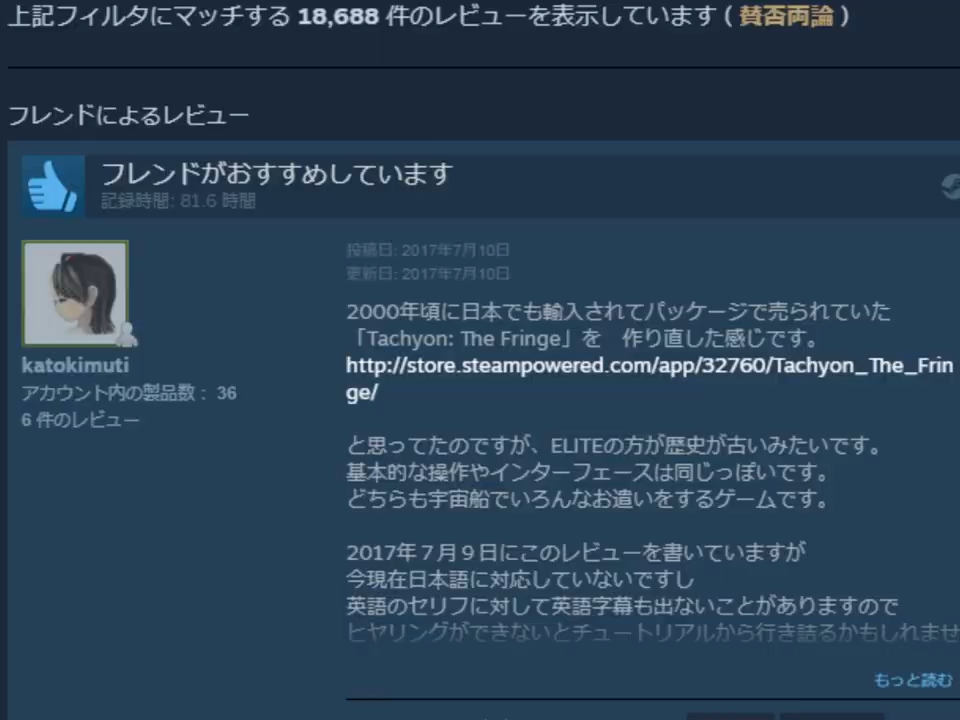 上記フィルタにマッチする 18,688 件のレビューを表示しています ( 賛否両論 )
フレンドによるレビュー
フレンドがおすすめしています
記録時間: 81.6 時間
katokimuti
アカウント内の製品数： 36
6 件のレビュー
投稿日: 2017年7月10日
更新日: 2017年7月10日
2000年頃に日本でも輸入されてパッケージで売られていた
「Tachyon: The Fringe」を　作り直した感じです。
http://store.steampowered.com/app/32760/Tachyon_The_Frin
ge/
と思ってたのですが、ELITEの方が歴史が古いみたいです。
基本的な操作やインターフェースは同じっぽいです。
どちらも宇宙船でいろんなお遣いをするゲームです。
2017年７月９日にこのレビューを書いていますが
今現在日本語に対応していないですし
英語のセリフに対して英語字幕も出ないことがありますので
ヒヤリングができないとチュートリアルから行き詰るかもしれませ
もっと読む